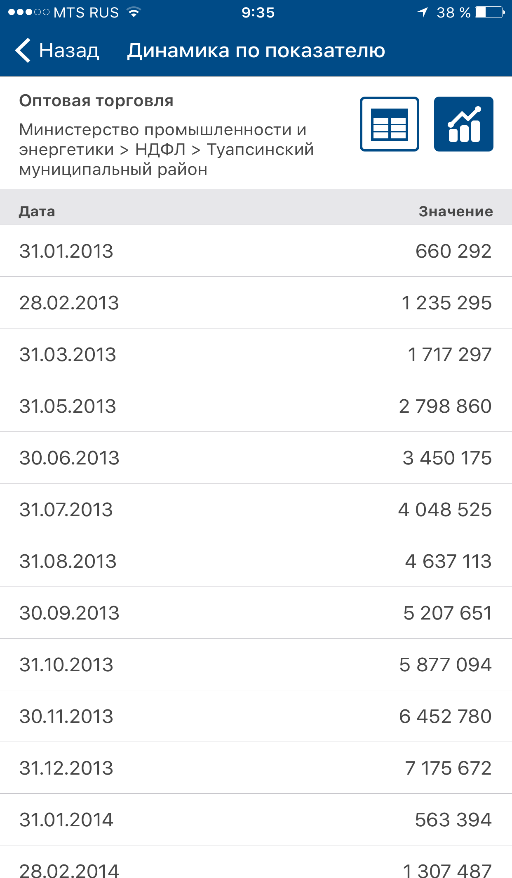 MTS RUS 9:35 38 %
Назад Динамика по показателю
Оптовая торговля
Министерство промышленности и
энергетики > НДФЛ > Туапсинский
муниципальный район
Дата Значение
31.01.2013 660 292
28.02.2013 1 235 295
31.03.2013 1 717 297
31.05.2013 2 798 860
30.06.2013 3 450 175
31.07.2013 4 048 525
31.08.2013 4 637 113
30.09.2013 5 207 651
31.10.2013 5 877 094
30.11.2013 6 452 780
31.12.2013 7 175 672
31.01.2014 563 394
28.02.2014 1 307 487